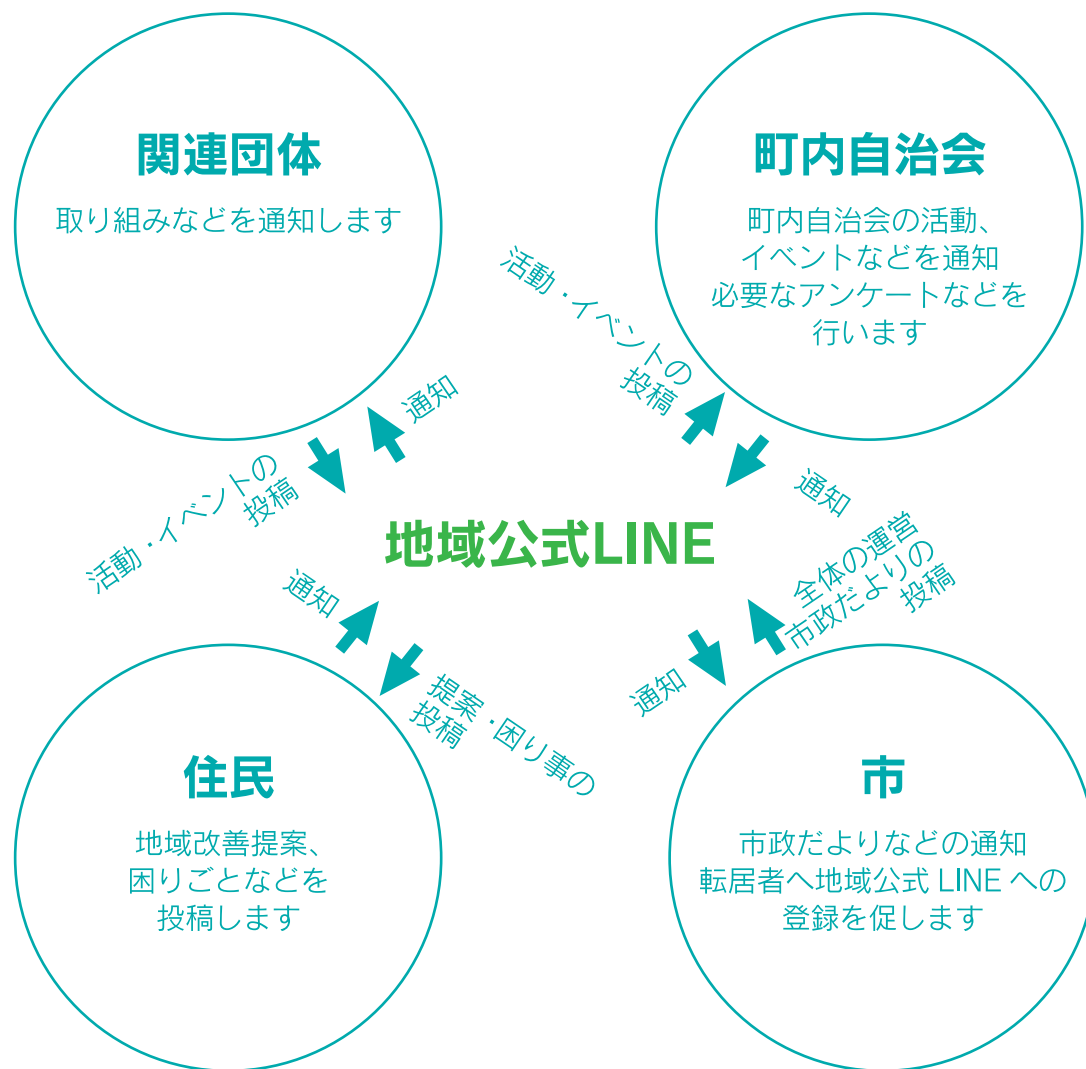 関連団体
取り組みなどを通知します
町内自治会
町内自治会の活動、
イベントなどを通知
必要なアンケートなどを
行います
活動・イベントの
投稿
通知
活動・イベントの
投稿
通知
地域公式LINE
通知
提案・困り事の
投稿
全体の運営
市政だよりの
投稿
通知
住民
地域改善提案、
困りごとなどを
投稿します
市
市政だよりなどの通知
転居者へ地域公式 LINE への
登録を促します